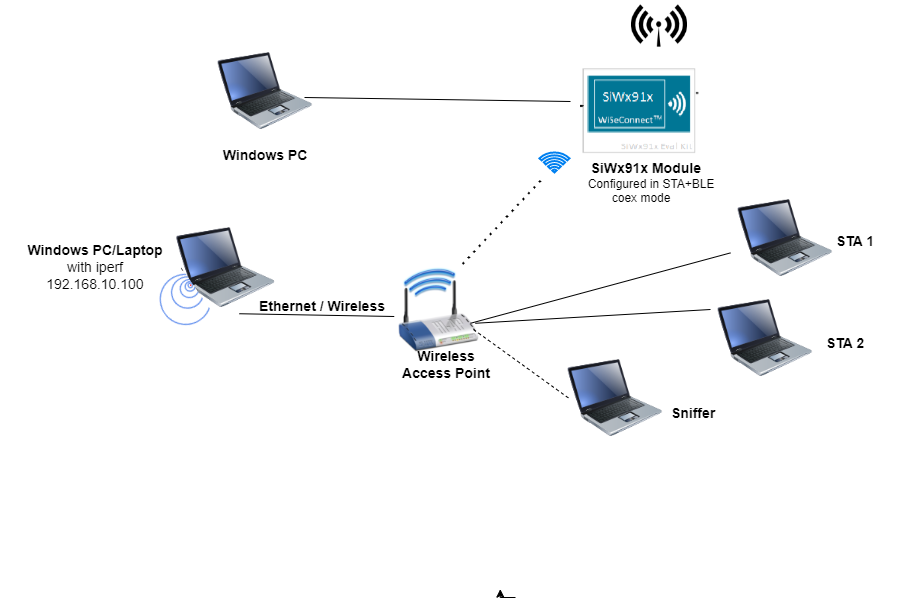 SiWx91x
WiSeConnect™
SiWx91x Eval Kit
Windows PC
SiWx91x Module
Configured in STA+BLE
coex mode
Windows PC/Laptop
with iperf
192.168.10.100
Ethernet / Wireless
STA 1
Wireless
Access Point
STA 2
Sniffer